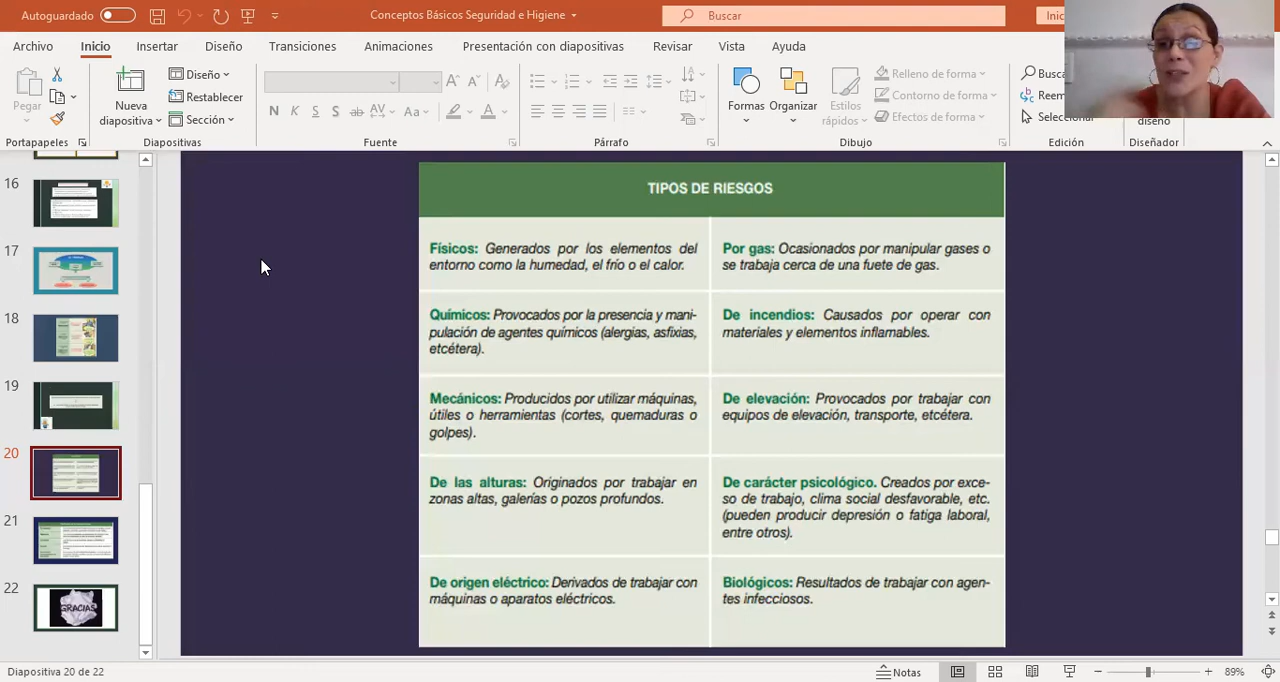 Autoguardado
Conceptos Básicos Seguridad e Higiene
Buscar
Inic
Archivo
Inicio
Insertar
Diseño
Transiciones
Animaciones
Presentación con diapositivas
Revisar
Vista
Ayuda
Pegar
Nueva
diapositiva
Diseño
Restablecer
Sección
N K S S ab AV Aa A
Formas
Organizar
Estilos
rápidos
Relleno de forma
Contorno de forma
Efectos de forma
Busca
Reem
Seleccionar
diseño
Portapapeles
Diapositivas
Fuente
Párrafo
Dibujo
Edición
Diseñador
16
17
18
19
20
21
22
GRACIAS
TIPOS DE RIESGOS
Físicos: Generados por los elementos del
entorno como la humedad, el frío o el calor.
Por gas: Ocasionados por manipular gases o
se trabaja cerca de una fuete de gas.
Químicos: Provocados por la presencia y mani-
pulación de agentes químicos (alergias, asfixias,
etcétera).
De incendios: Causados por operar con
materiales y elementos inflamables.
Mecánicos: Producidos por utilizar máquinas,
útiles o herramientas (cortes, quemaduras o
golpes).
De elevación: Provocados por trabajar con
equipos de elevación, transporte, etcétera.
De las alturas: Originados por trabajar en
zonas altas, galerías o pozos profundos.
De carácter psicológico. Creados por exce-
so de trabajo, clima social desfavorable, etc.
(pueden producir depresión o fatiga laboral,
entre otros).
De origen eléctrico: Derivados de trabajar con
máquinas o aparatos eléctricos.
Biológicos: Resultados de trabajar con agen-
tes infecciosos.
Diapositiva 20 de 22
Notas
89%